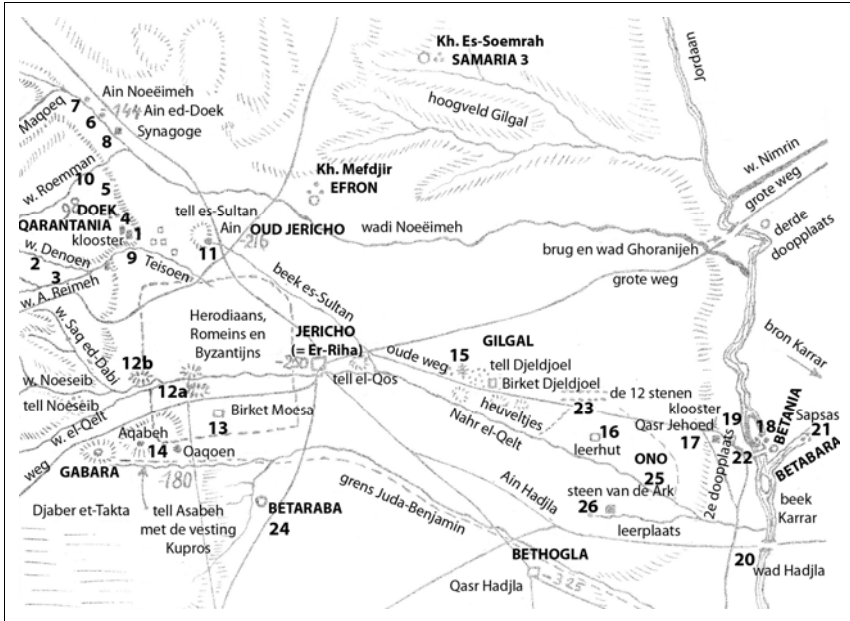 Kh. Es-Soemrah
SAMARIA 3
Jordaan
hoogveld Gilgal
Ain Noeëimeh
7
144
Ain ed-Doek
6
Synagoge
8
Maqoeq
w. Nimrin
grote weg
derde
doopplaats
w. Roemman
10
5
98
DOEK
4
QARANTANIA
1
klooster
Kh. Mefdjir
EFRON
tell es-Sultan
Ain
OUD JERICHO
-216
11
wadi Noeëimeh
brug en wad Ghoranijeh
grote weg
w. Denoen
2
9
Teisoen
3
w. A. Reimeh
beek es-Sultan
w. Saq ed-Dabi
Herodiaans,
Romeins en
Byzantijns
JERICHO
(= Er-Riha)
-250
oude weg
GILGAL
15
tell Djeldjoel
Birket Djeldjoel
bron Karrar
12b
w. Noeseib
12a
tell Noeseib
w. el-Qelt
tell el-Qos
Birket Moesa
13
heuveltjes
de 12 stenen
23
klooster
19
Qasr Jehoed
17
18
BETANIA
Sapsas
21
22
BETABARA
Nahr el-Qelt
16
leerhut
ONO
25
2e doopplaats
Aqabeh
14
Oaqoen
weg
GABARA
180
Djaber et-Takta
tell Asabeh
met de vesting
Kupros
BETARABA
24
grens Juda-Benjamin
Ain Hadjla
steen van de Ark
26
leerplaats
beek
Karrar
BETHOGLA
-325
Qasr Hadjla
20
wad Hadjla